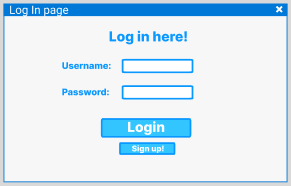 Log In page
Log in here!
Username:
Password:
Login
Sign up!